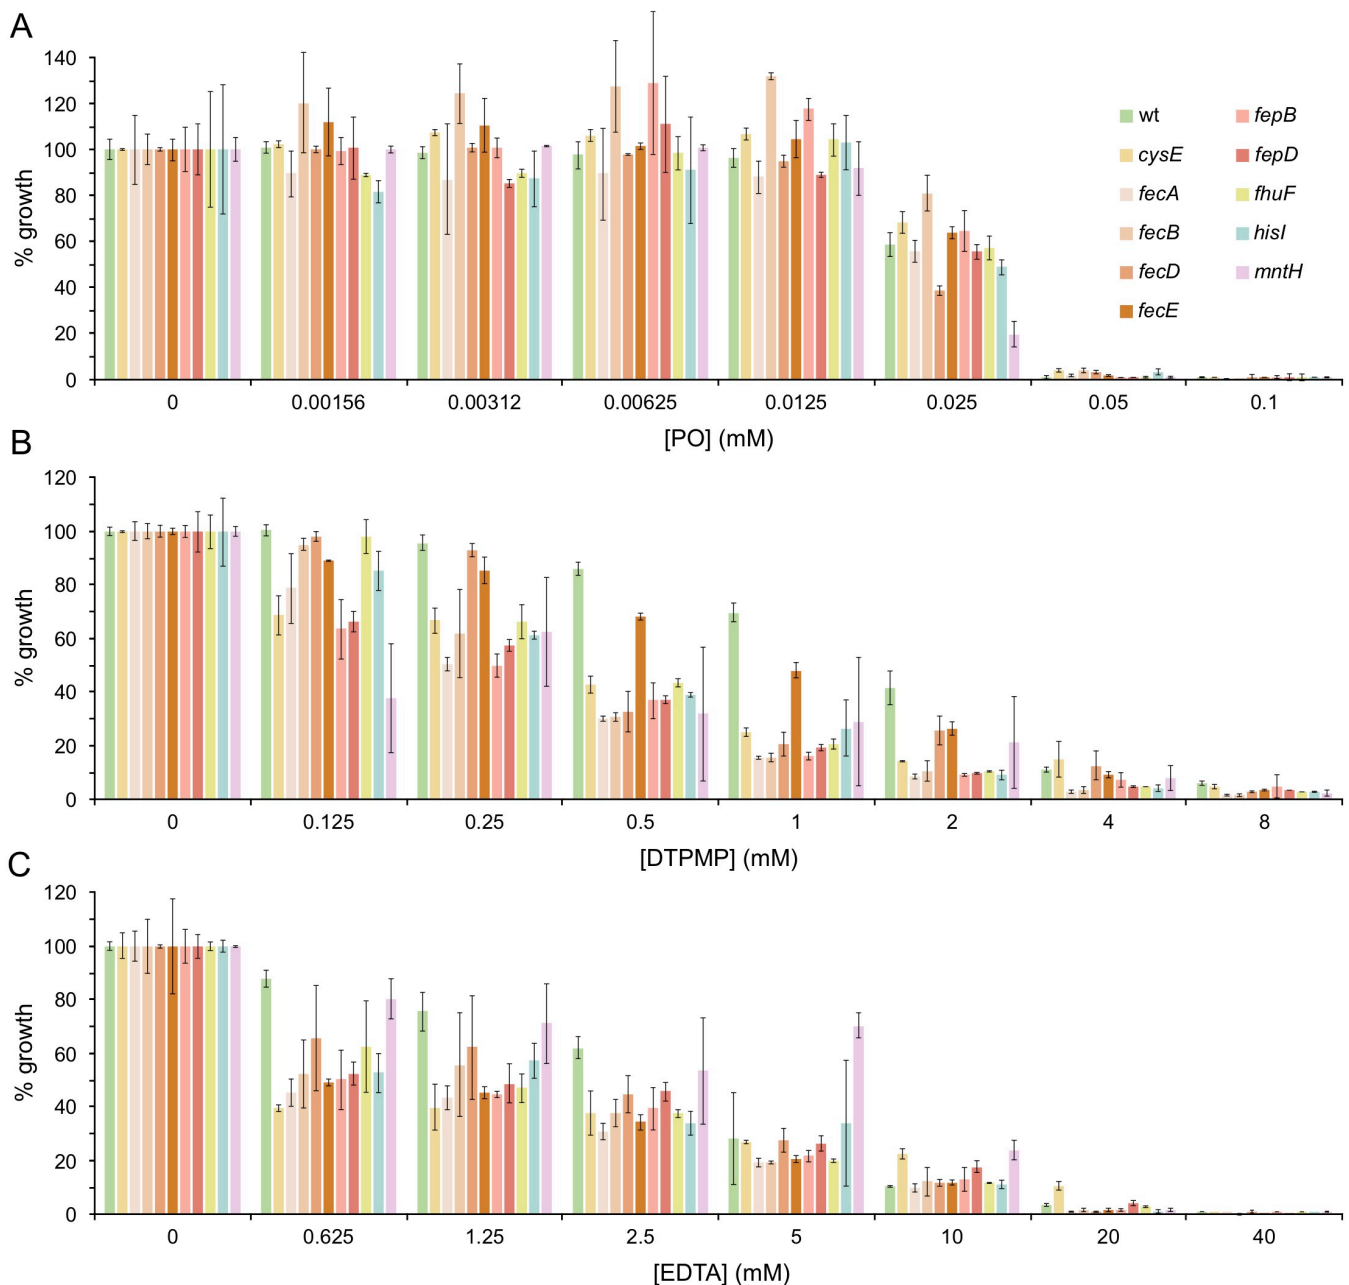 A
140
120
100
80
60
40
20
0
% growth
0 0.00156 0.00312 0.00625 0.0125 0.025 0.05 0.1
[PO] (mM)
wt
cysE
fecA
fecB
fecD
fecE
fepB
fepD
fhuF
hisI
mntH
B
120
100
80
60
40
20
0
% growth
0 0.125 0.25 0.5 1 2 4 8
[DTPMP] (mM)
C
120
100
80
60
40
20
0
% growth
0 0.625 1.25 2.5 5 10 20 40
[EDTA] (mM)